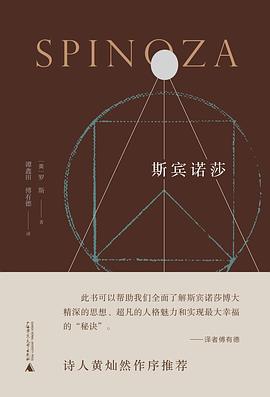 SPINOZA
斯宾诺莎
[英] 罗 斯 著
谭鑫田 傅有德 译
此书可以帮助我们全面了解斯宾诺莎博大
精深的思想、超凡的人格魅力和实现最大幸福
的“秘诀”。
——译者傅有德
诗人黄灿然作序推荐